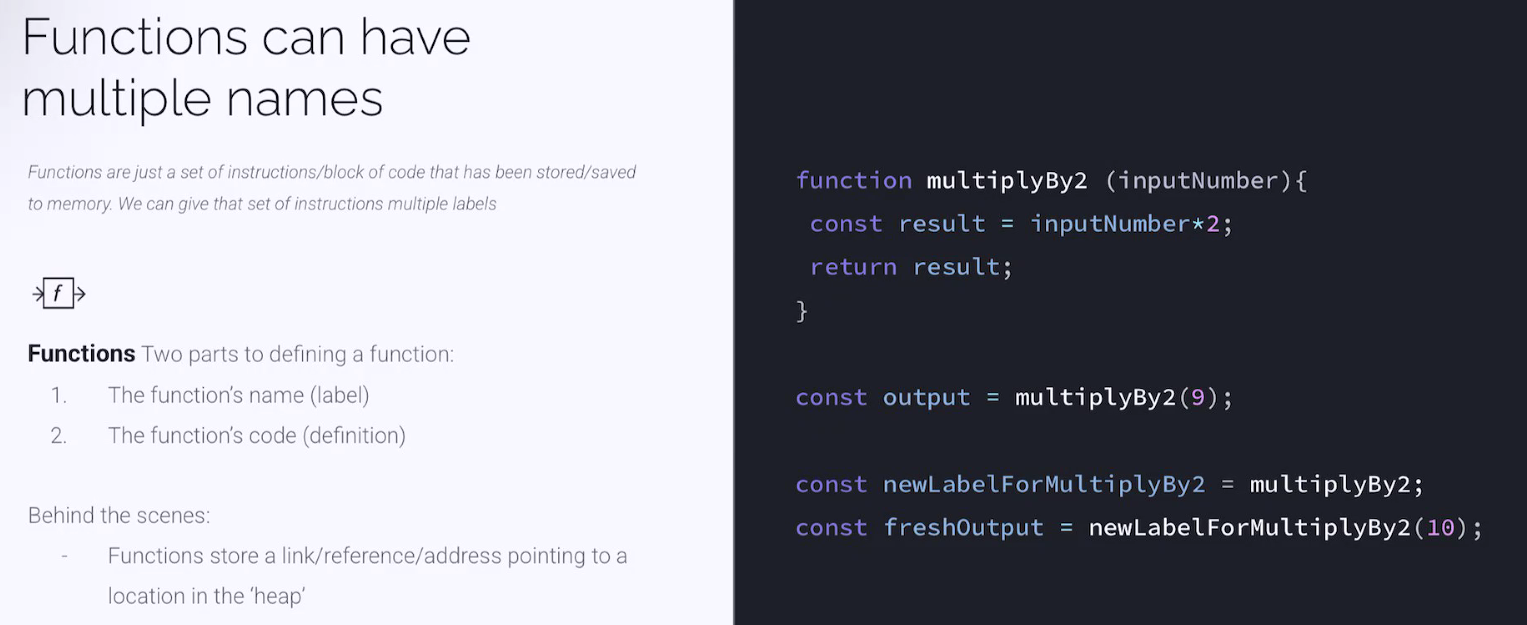 Functions can have
multiple names
Functions are just a set of instructions/block of code that has been stored/saved
to memory. We can give that set of instructions multiple labels
f
Functions Two parts to defining a function:
1. The function’s name (label)
2. The function’s code (definition)
Behind the scenes:
- Functions store a link/reference/address pointing to a
location in the ‘heap’
function multiplyBy2 (inputNumber){
const result = inputNumber*2;
return result;
}
const output = multiplyBy2(9);
const newLabelForMultiplyBy2 = multiplyBy2;
const freshOutput = newLabelForMultiplyBy2(10);